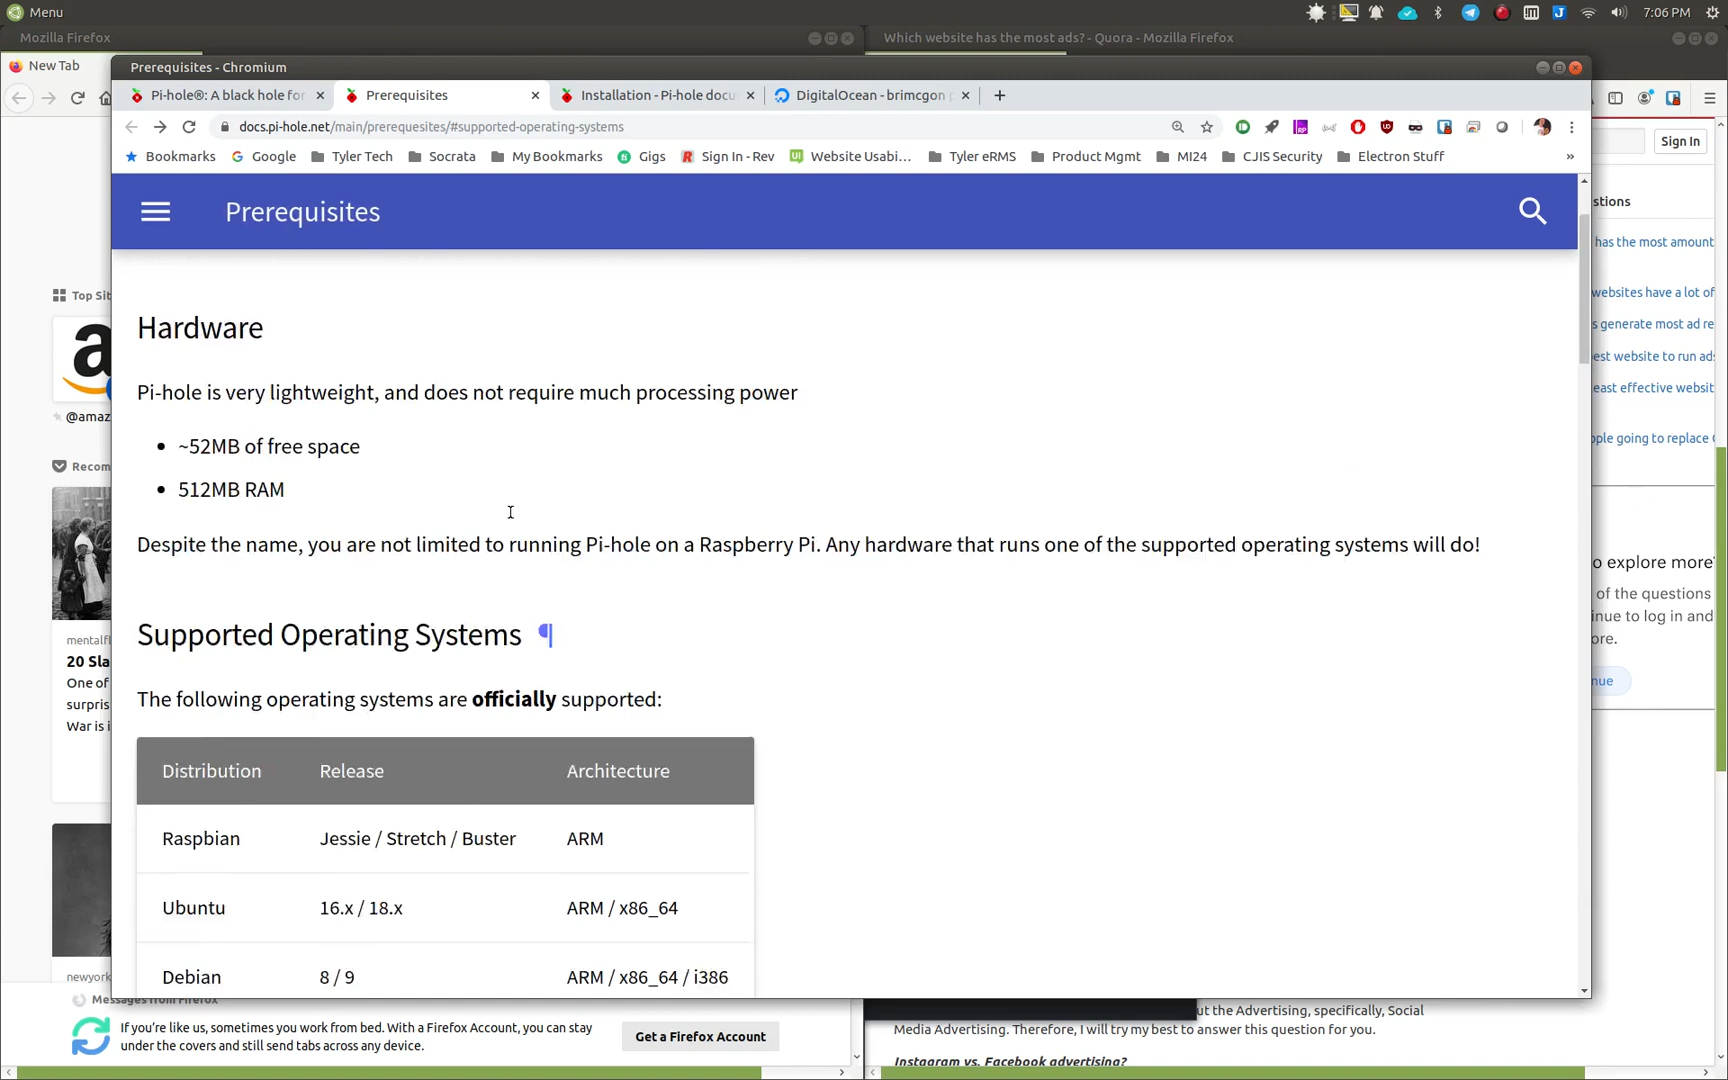 Menu
7:06 PM
Mozilla Firefox
Which website has the most ads? - Quora - Mozilla Firefox
New Tab
Prerequisites - Chromium
Pi-hole®: A black hole for
Prerequisites
Installation - Pi-hole docu
DigitalOcean - brimcgon
docs.pi-hole.net/main/prerequesites/#supported-operating-systems
Bookmarks
Google
Tyler Tech
Socrata
My Bookmarks
Gigs
Sign In - Rev
Website Usabi...
Tyler eRMS
Product Mgmt
MI24
CJIS Security
Electron Stuff
»
Sign In
Prerequisites
Hardware
Pi-hole is very lightweight, and does not require much processing power
• ~52MB of free space
• 512MB RAM
Despite the name, you are not limited to running Pi-hole on a Raspberry Pi. Any hardware that runs one of the supported operating systems will do!
Supported Operating Systems ¶
The following operating systems are officially supported:
Distribution Release Architecture
Raspbian Jessie / Stretch / Buster ARM
Ubuntu 16.x / 18.x ARM / x86_64
Debian 8 / 9 ARM / x86_64 / i386
Top Sit
@amaz
Recom
mentalfl
20 Sla
One of
surpris
War is i
newyork
stions
has the most amount
websites have a lot of
s generate most ad re
est website to run ads
east effective websit
ople going to replace
o explore more?
of the questions
inue to log in and
ore.
nue
Messages from Firefox
If you're like us, sometimes you work from bed. With a Firefox Account, you can stay
under the covers and still send tabs across any device.
Get a Firefox Account
ut the Advertising, specifically, Social
Media Advertising. Therefore, I will try my best to answer this question for you.
Instagram vs. Facebook advertising?